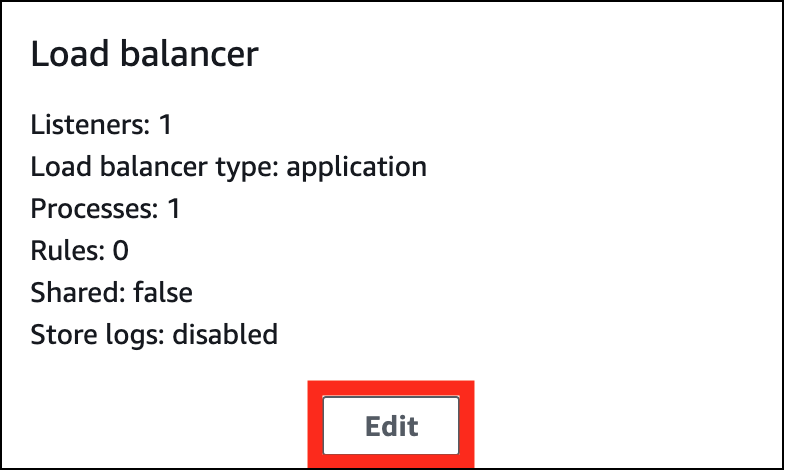 Load balancer
Listeners: 1
Load balancer type: application
Processes: 1
Rules: 0
Shared: false
Store logs: disabled
Edit